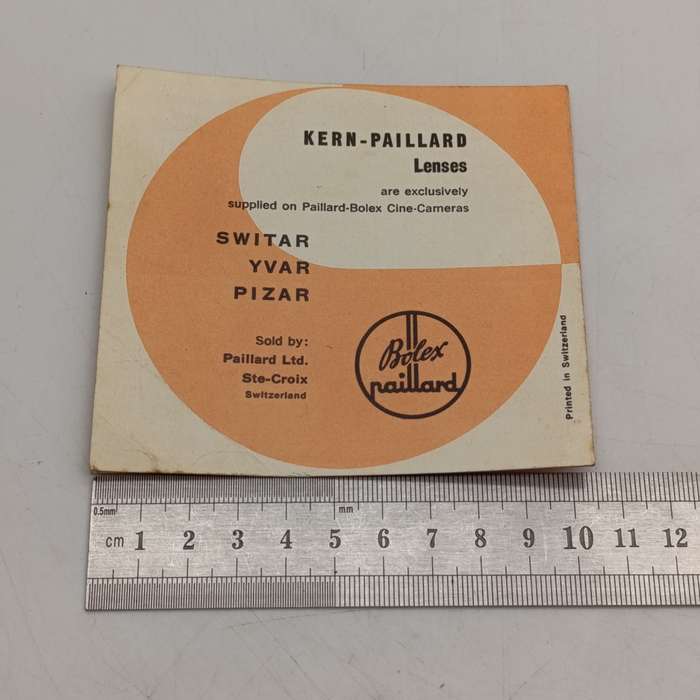 KERN-PAILLARD
Lenses
are exclusively
supplied on Paillard-Bolex Cine-Cameras
SWITAR
YVAR
PIZAR
Sold by:
Paillard Ltd.
Ste-Croix
Switzerland
Bolex
paillard
Printed in Switzerland
0.5mm
mm
cm 1 2 3 4 5 6 7 8 9 10 11 12